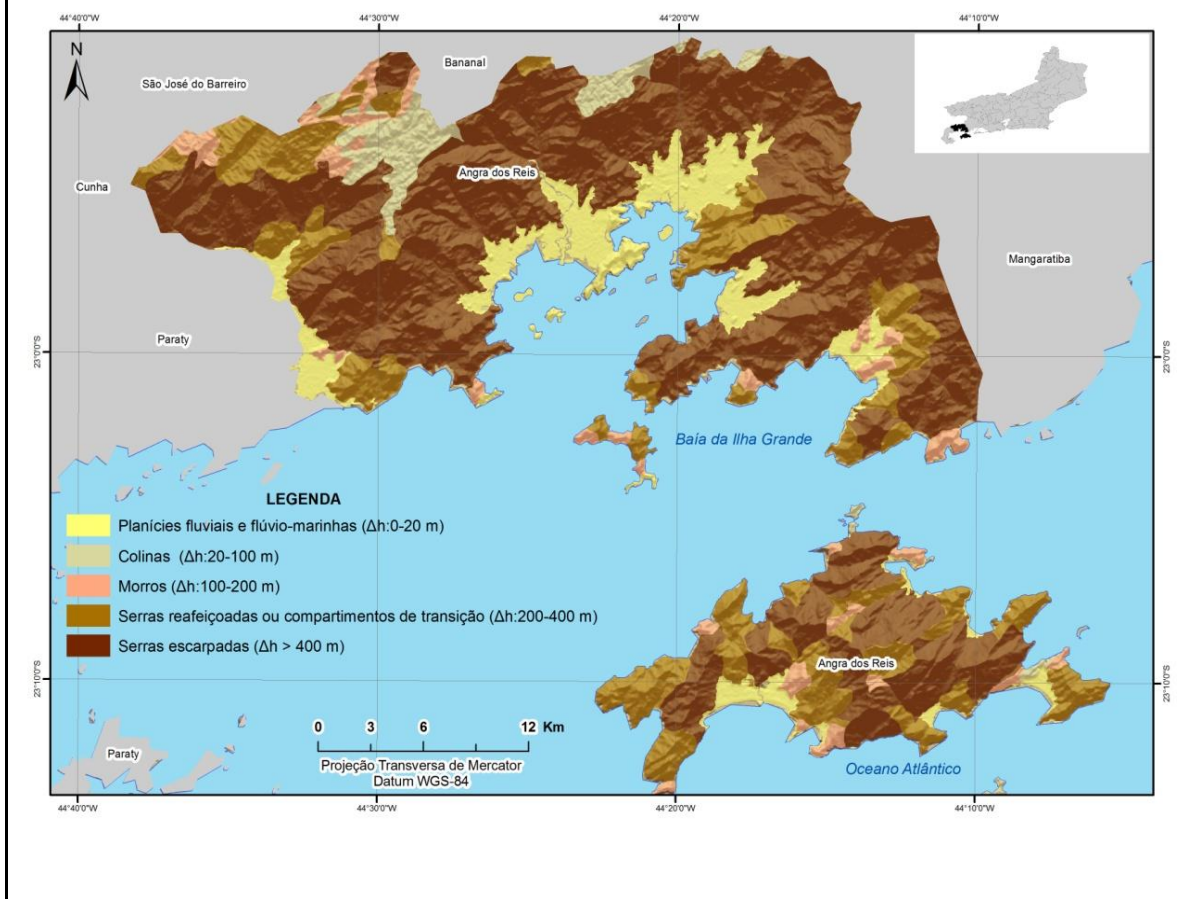 44°40'0"W 44°30'0"W 44°20'0"W 44°10'0"W
N
Bananal
São José do Barreiro
Cunha
Angra dos Reis
Mangaratiba
Paraty
23°0'0"S 23°0'0"S
Baía da Ilha Grande
LEGENDA
Planícies fluviais e flúvio-marinhas (Δh:0-20 m)
Colinas (Δh:20-100 m)
Morros (Δh:100-200 m)
Serras reafeiçoadas ou compartimentos de transição (Δh:200-400 m)
Serras escarpadas (Δh > 400 m)
Angra dos Reis
23°10'0"S 23°10'0"S
0 3 6 12 Km
Projeção Transversa de Mercator
Datum WGS-84
Paraty
Oceano Atlântico
44°40'0"W 44°30'0"W 44°20'0"W 44°10'0"W